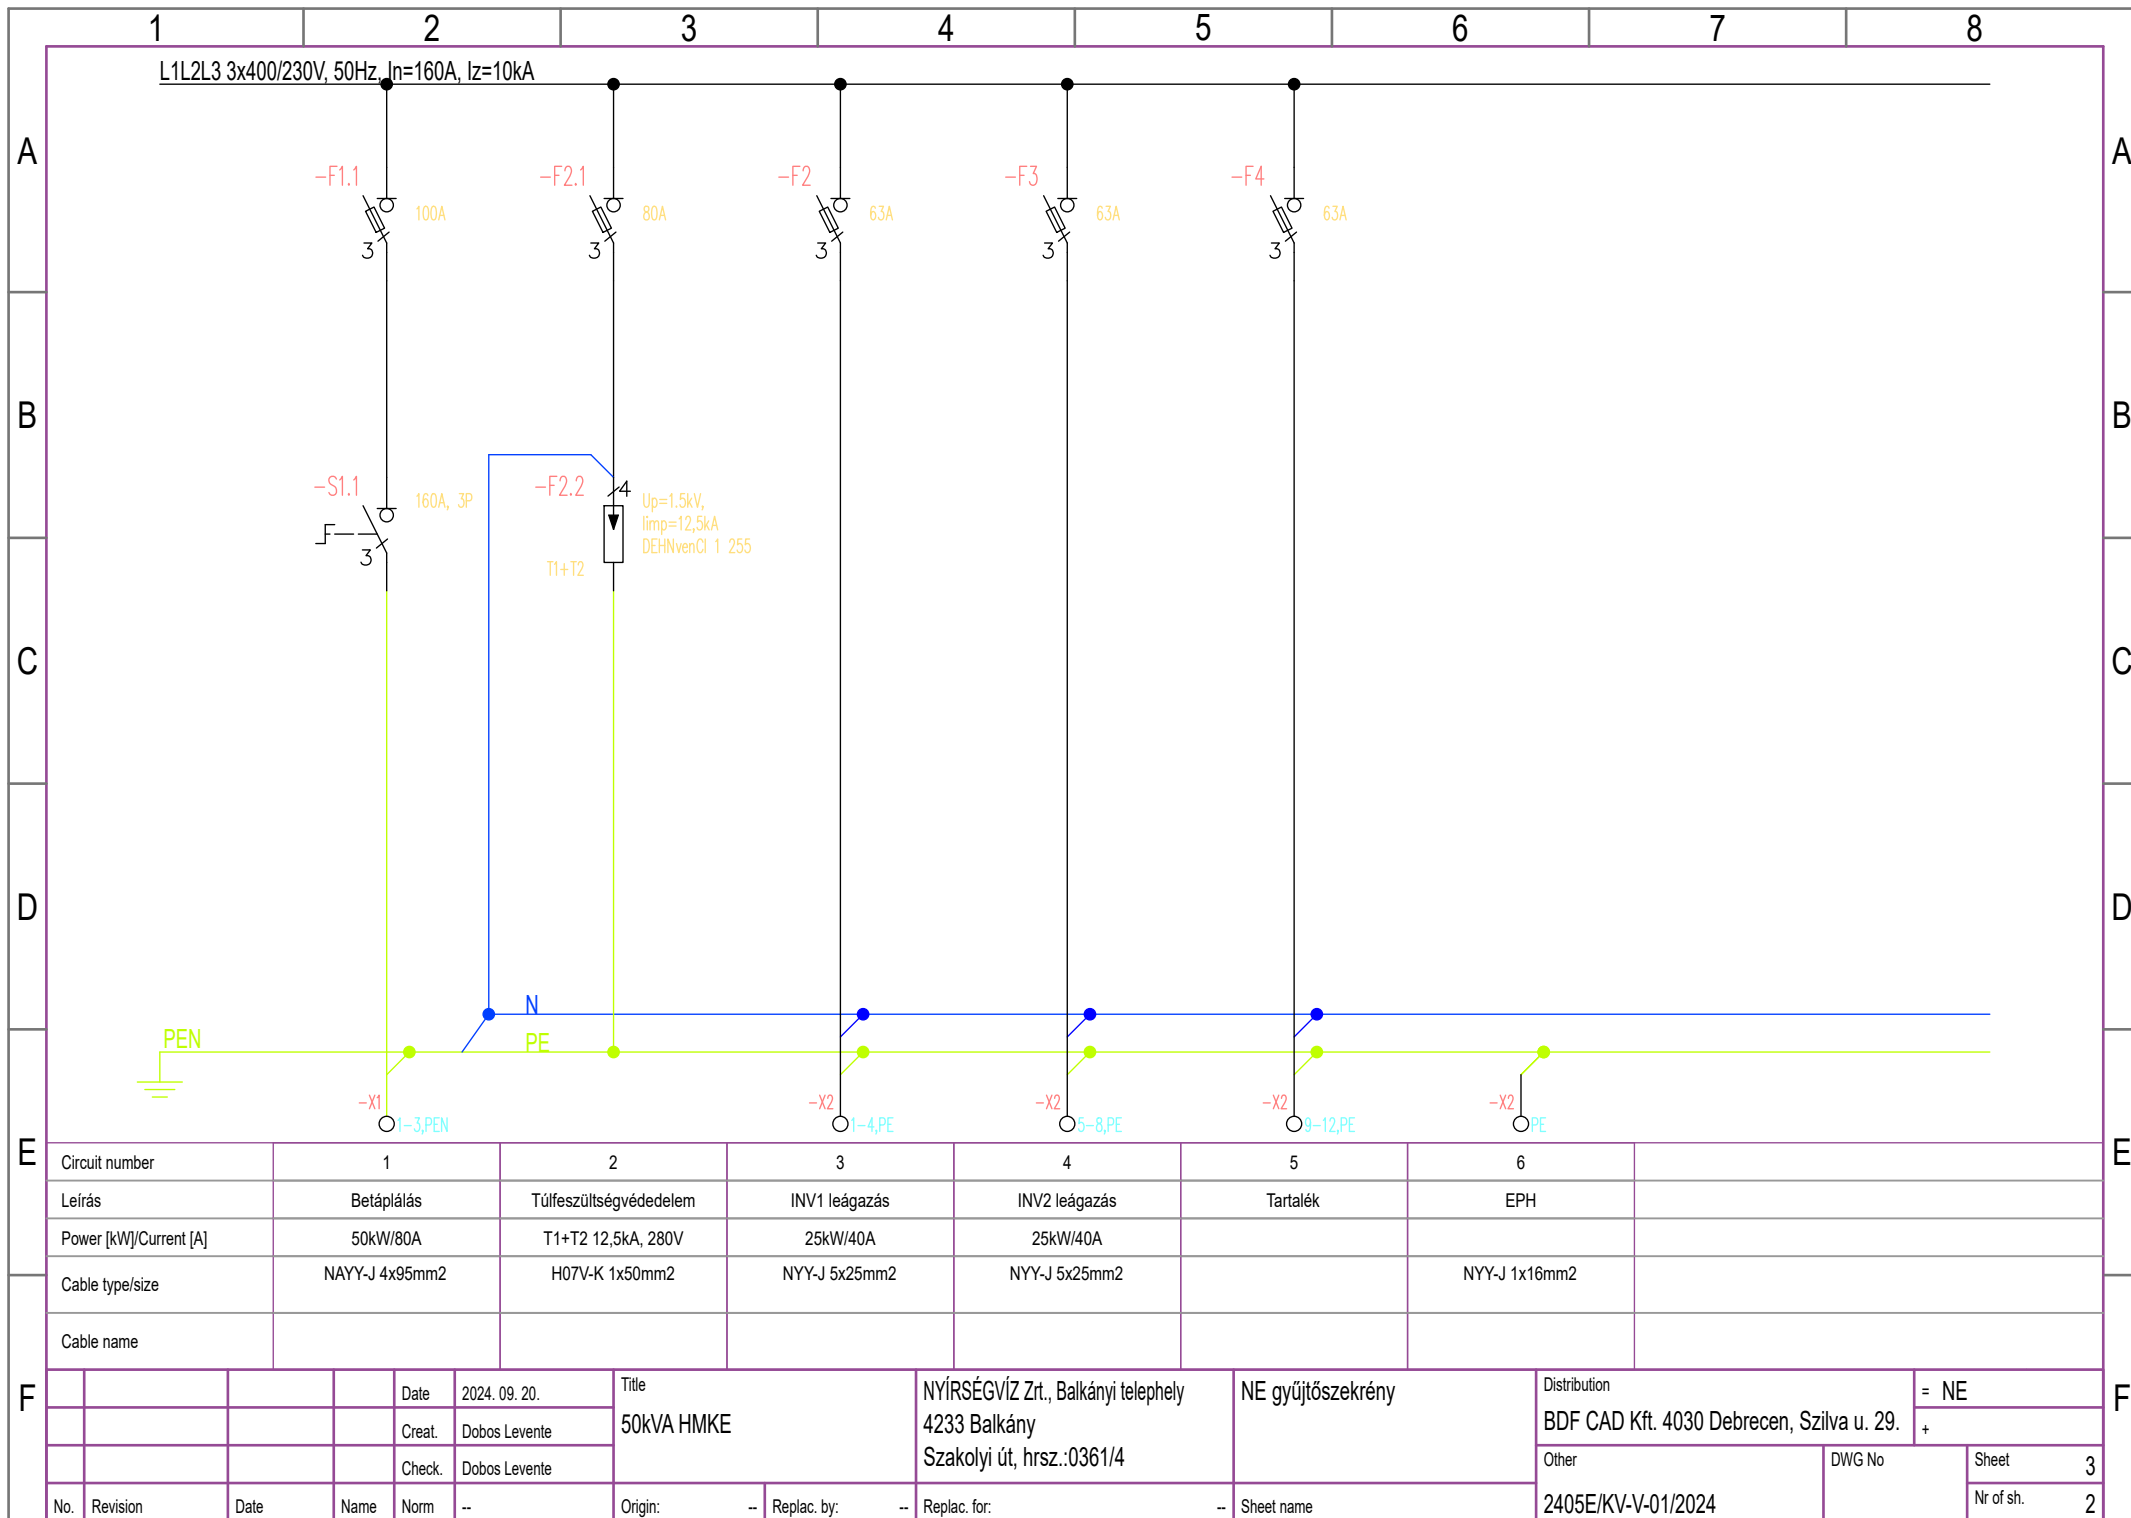 1 2 3 4 5 6 7 8
L1L2L3 3x400/230V, 50Hz, In=160A, Iz=10kA
A A
-F1.1 -F2.1 -F2 -F3 -F4
100A 80A 63A 63A 63A
3 3 3 3 3
B B
-S1.1 160A, 3P
3
-F2.2 4
Up=1.5kV,
Iimp=12,5kA
DEHNvenCI 1 255
T1+T2
C C
D D
N
PEN PE
-X1 -X2 -X2 -X2 -X2
1-3,PEN 1-4,PE 5-8,PE 9-12,PE PE
E E
Circuit number 1 2 3 4 5 6
Leírás Betáplálás Túlfeszültségvédedelem INV1 leágazás INV2 leágazás Tartalék EPH
Power [kW]/Current [A] 50kW/80A T1+T2 12,5kA, 280V 25kW/40A 25kW/40A
Cable type/size NAYY-J 4x95mm2 H07V-K 1x50mm2 NYY-J 5x25mm2 NYY-J 5x25mm2 NYY-J 1x16mm2
Cable name
F F
Date 2024. 09. 20.
Creat. Dobos Levente
Check. Dobos Levente
No. Revision Date Name Norm --
Title
50kVA HMKE
Origin: -- Replac. by: -- Replac. for: --
NYÍRSÉGVÍZ Zrt., Balkányi telephely
4233 Balkány
Szakolyi út, hrsz.:0361/4
NE gyűjtőszekrény
Sheet name
Distribution
BDF CAD Kft. 4030 Debrecen, Szilva u. 29.
= NE
+
Other
2405E/KV-V-01/2024
DWG No
Sheet 3
Nr of sh. 2